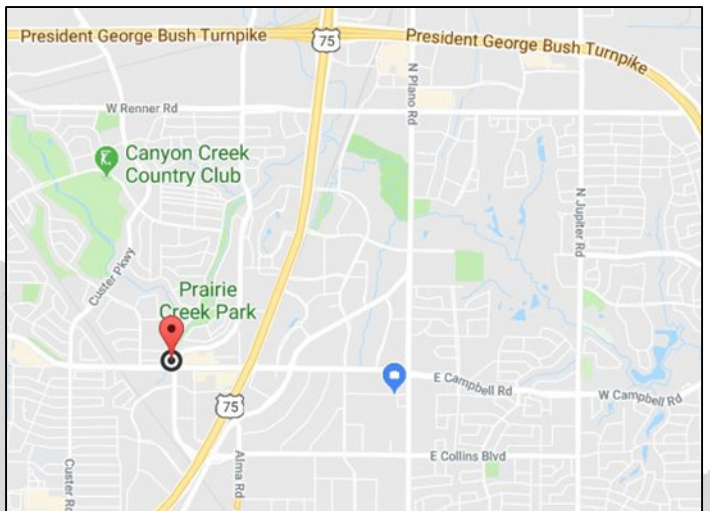 President George Bush Turnpike
75
President George Bush Turnpike
W Renner Rd
N Plano Rd
Canyon Creek
Country Club
N Jupiter Rd
Custer Pkwy
Prairie
Creek Park
E Campbell Rd
W Campbell Rd
75
Alma Rd
E Collins Blvd
Custer Rd